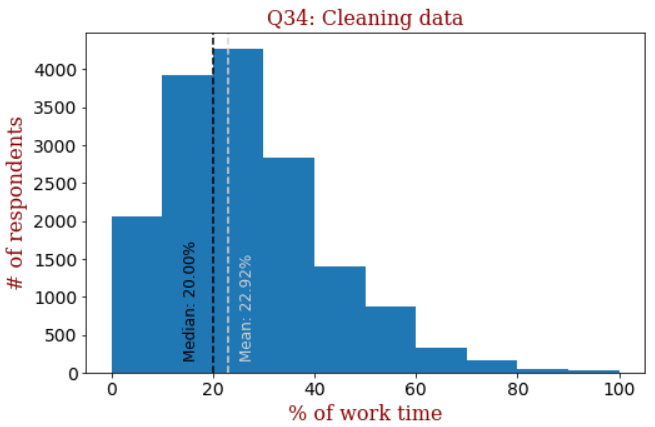 Q34: Cleaning data
# of respondents
4000
3500
3000
2500
2000
1500
1000
500
0
Median: 20.00%
Mean: 22.92%
0 20 40 60 80 100
% of work time